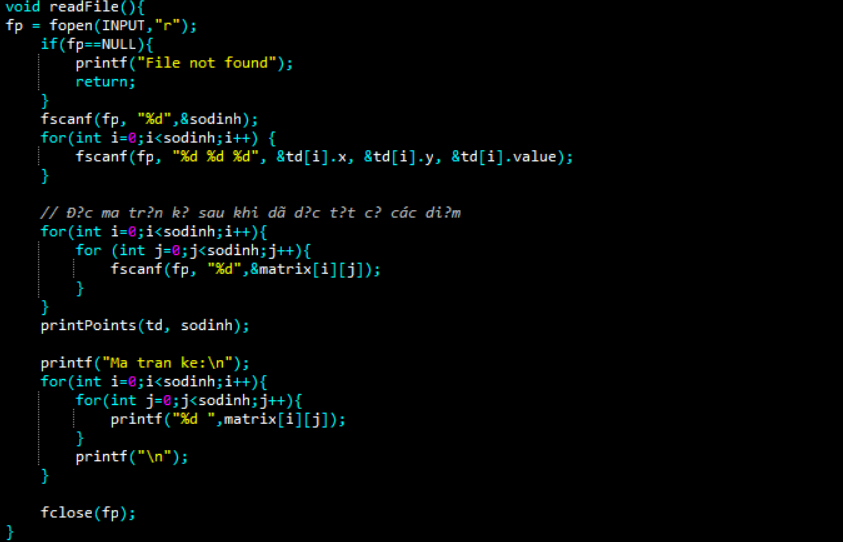 void readFile(){
fp = fopen(INPUT,"r");
if(fp==NULL){
printf("File not found");
return;
}
fscanf(fp, "%d",&sodinh);
for(int i=0;i<sodinh;i++) {
fscanf(fp, "%d %d %d", &td[i].x, &td[i].y, &td[i].value);
}
// Đ?c ma tr?n k? sau khi dã d?c t?t c? các di?m
for(int i=0;i<sodinh;i++){
for (int j=0;j<sodinh;j++){
fscanf(fp, "%d",&matrix[i][j]);
}
}
printPoints(td, sodinh);
printf("Ma tran ke:\n");
for(int i=0;i<sodinh;i++){
for(int j=0;j<sodinh;j++){
printf("%d ",matrix[i][j]);
}
printf("\n");
}
fclose(fp);
}